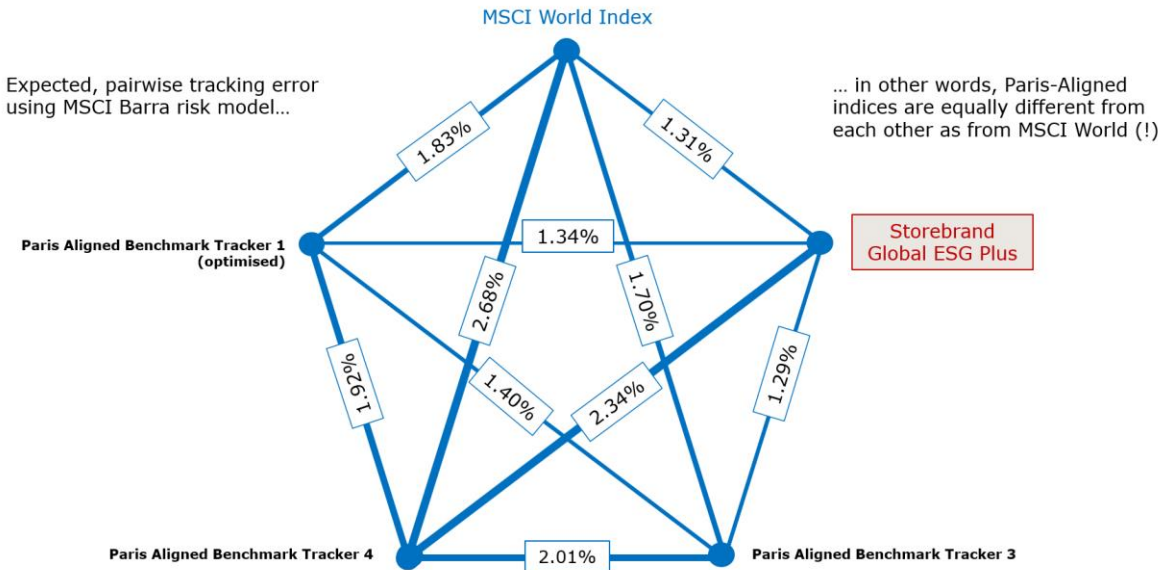 MSCI World Index
Expected, pairwise tracking error
using MSCI Barra risk model...
... in other words, Paris-Aligned
indices are equally different from
each other as from MSCI World (!)
1.83%
1.31%
Paris Aligned Benchmark Tracker 1
(optimised)
1.34%
Storebrand
Global ESG Plus
2.68%
1.70%
1.92%
1.40%
2.34%
1.29%
Paris Aligned Benchmark Tracker 4
2.01%
Paris Aligned Benchmark Tracker 3